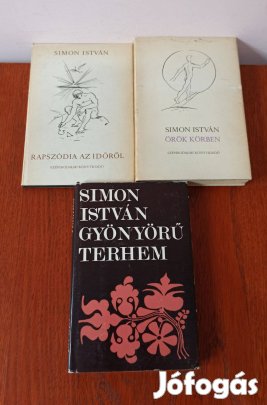 SIMON ISTVÁN
RAPSZÓDIA AZ IDŐRŐL
SZÉPIRODALMI KÖNYVKIADÓ
SIMON ISTVÁN
ÖRÖK KÖRBEN
SZÉPIRODALMI KÖNYVKIADÓ
SIMON
ISTVÁN
GYÖNYÖRŰ
TERHEM
Jófogás